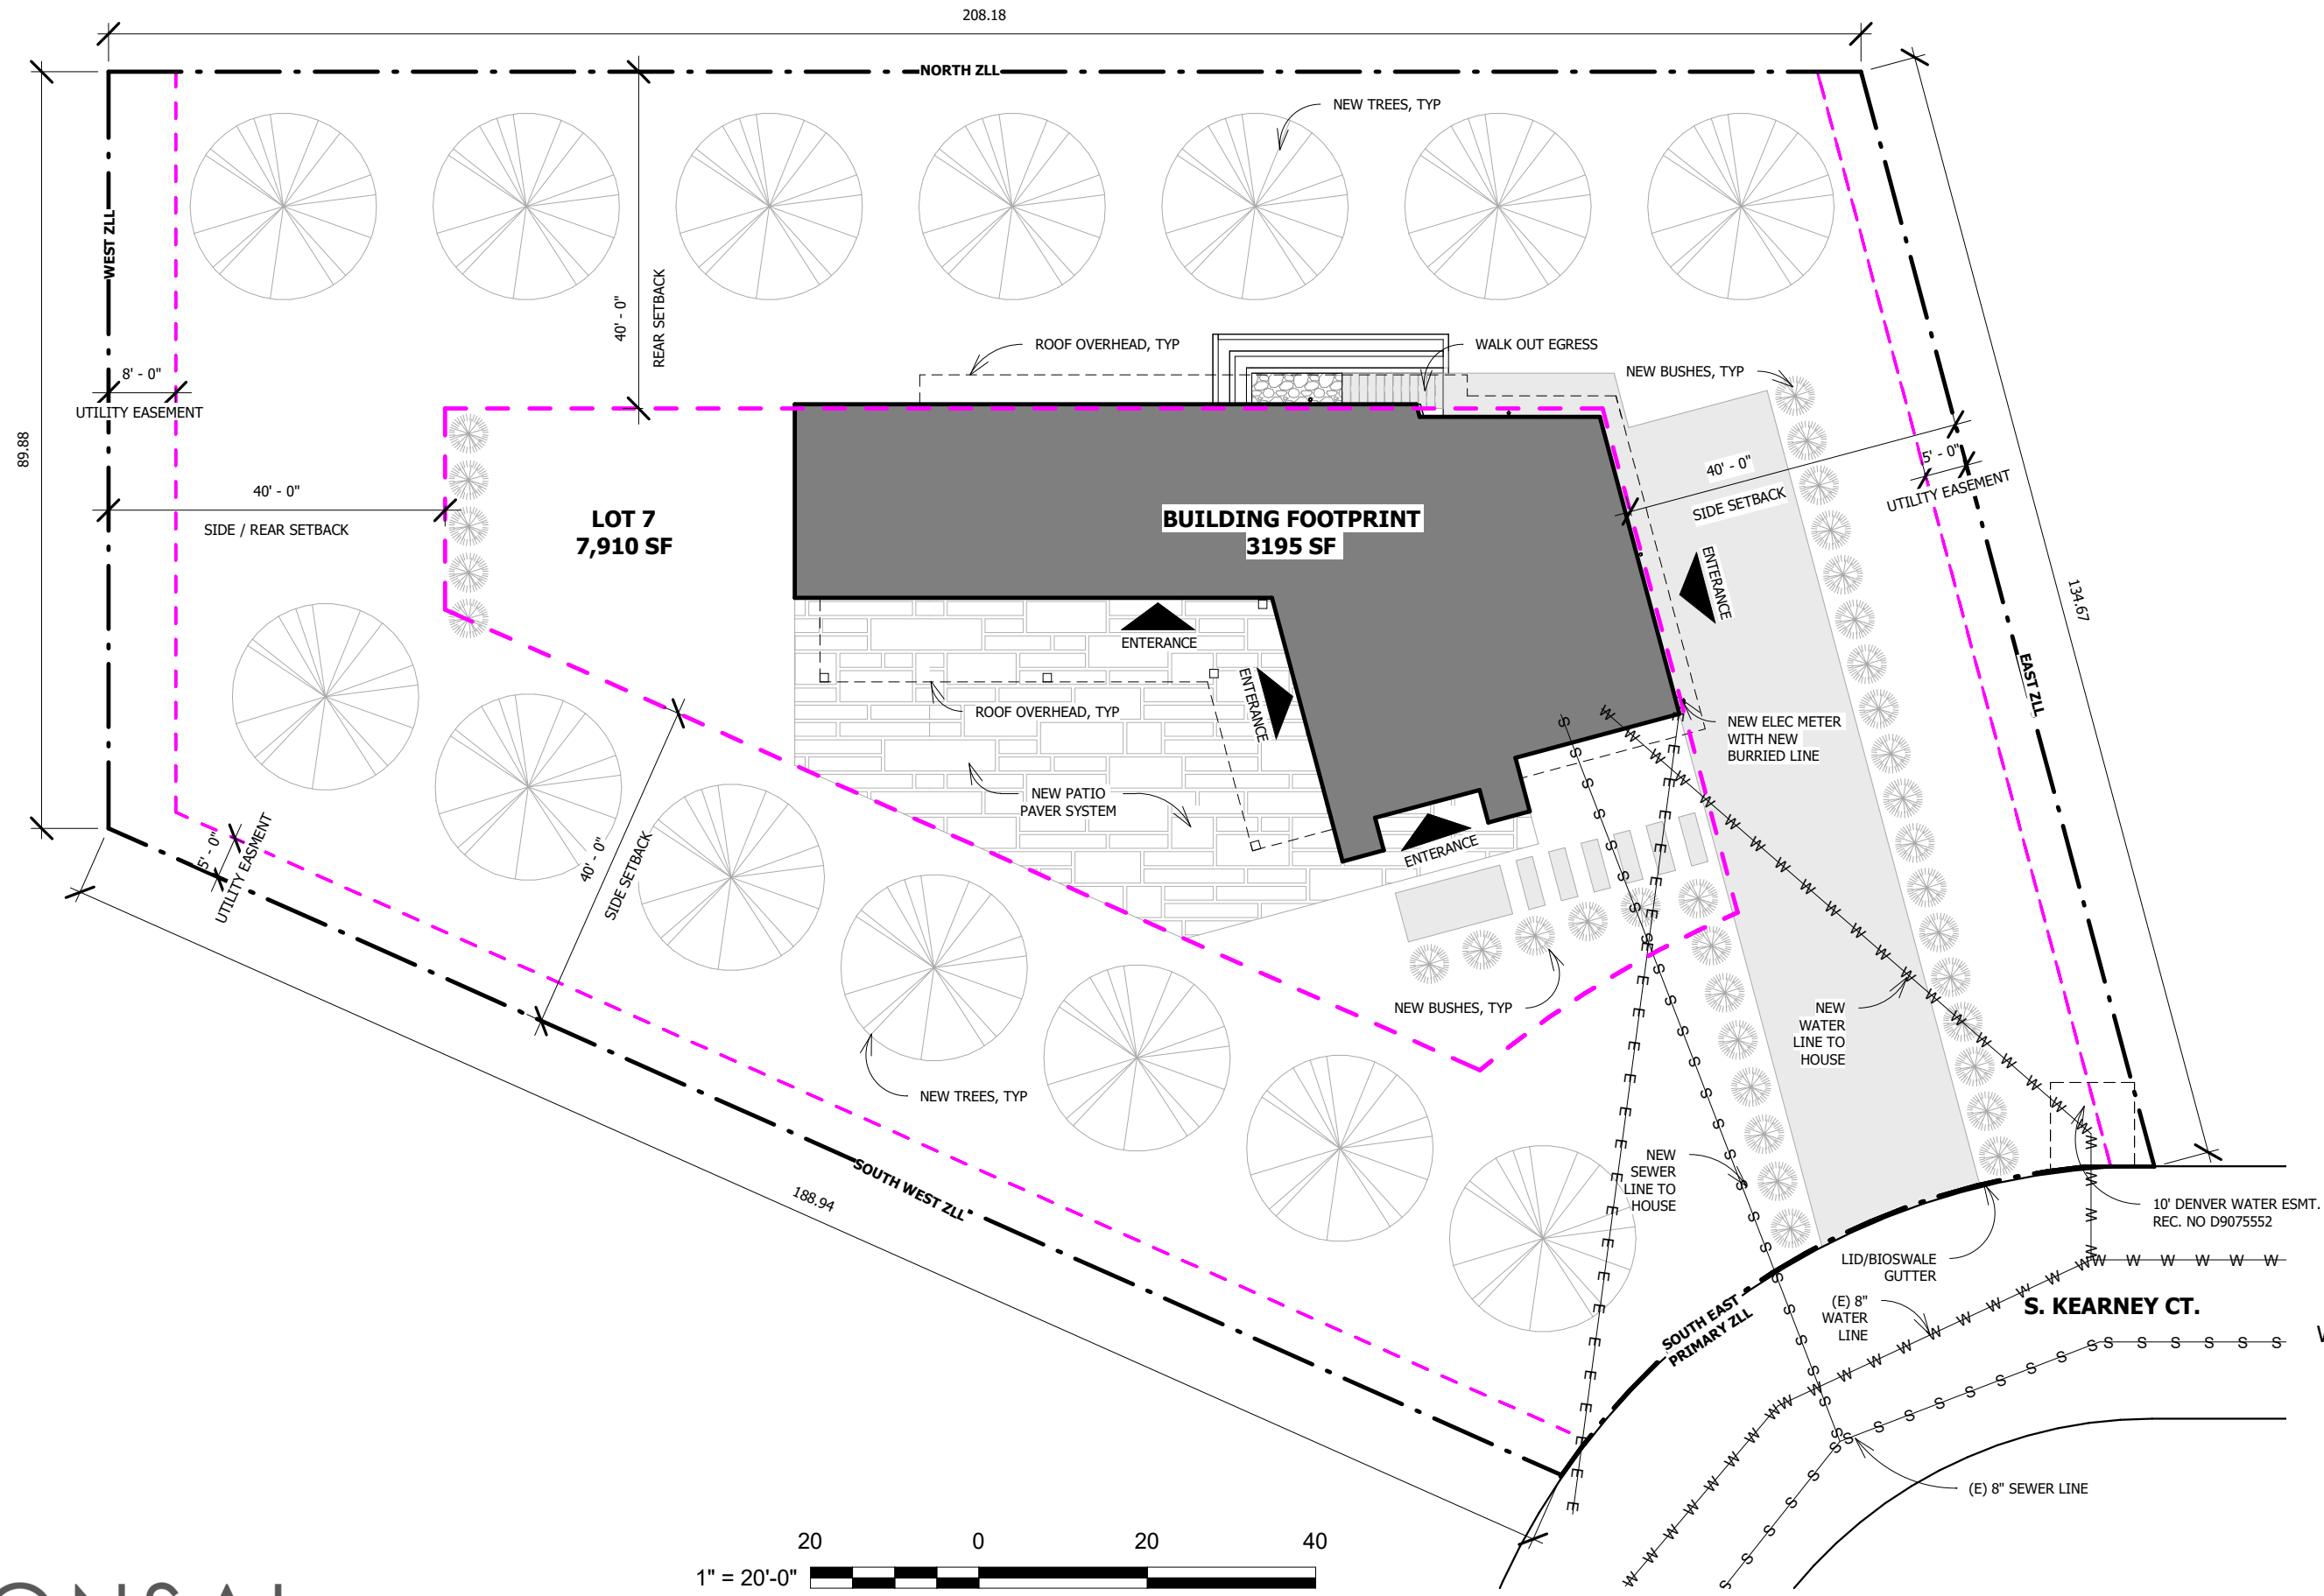 208.18
NORTH ZLL
NEW TREES, TYP
WEST ZLL
40' - 0"
REAR SETBACK
ROOF OVERHEAD, TYP
WALK OUT EGRESS
NEW BUSHES, TYP
8' - 0"
UTILITY EASEMENT
89.88
40' - 0"
SIDE / REAR SETBACK
LOT 7
7,910 SF
BUILDING FOOTPRINT
3195 SF
40' - 0"
SIDE SETBACK
5' - 0"
UTILITY EASEMENT
ENTRANCE
134.67
EAST ZLL
ENTERANCE
ENTERANCE
ROOF OVERHEAD, TYP
NEW ELEC METER
WITH NEW
BURRIED LINE
NEW PATIO
PAVER SYSTEM
ENTERANCE
5' - 0"
UTILITY EASMENT
40' - 0"
SIDE SETBACK
NEW BUSHES, TYP
NEW
WATER
LINE TO
HOUSE
NEW TREES, TYP
SOUTH WEST ZLL
188.94
NEW
SEWER
LINE TO
HOUSE
10' DENVER WATER ESMT.
REC. NO D9075552
LID/BIOSWALE
GUTTER
(E) 8"
WATER
LINE
S. KEARNEY CT.
SOUTH EAST
PRIMARY ZLL
(E) 8" SEWER LINE
20 0 20 40
1" = 20'-0"